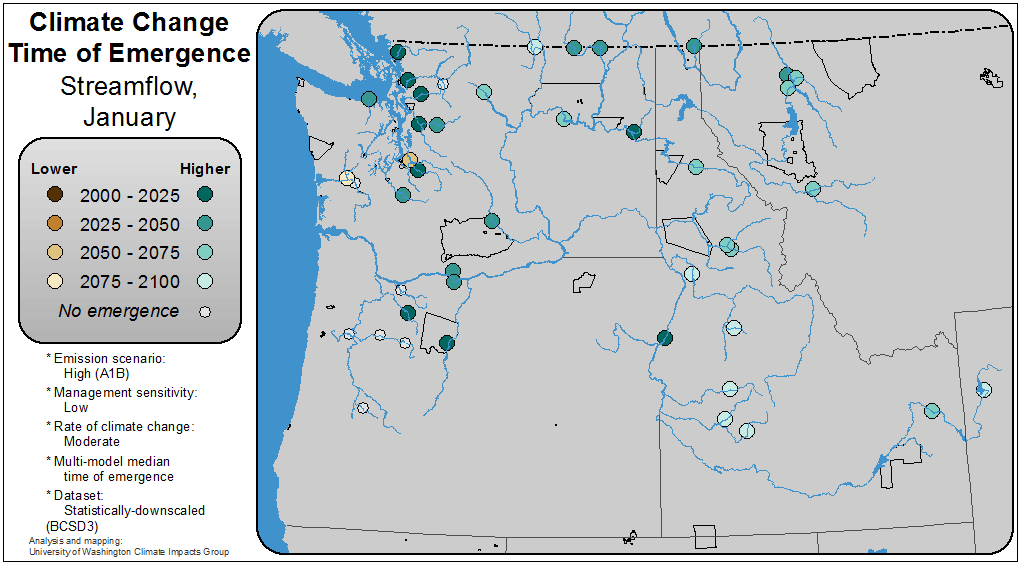 Climate Change
Time of Emergence
Streamflow,
January
Lower Higher
2000 - 2025
2025 - 2050
2050 - 2075
2075 - 2100
No emergence
* Emission scenario:
High (A1B)
* Management sensitivity:
Low
* Rate of climate change:
Moderate
* Multi-model median
time of emergence
* Dataset:
Statistically-downscaled
(BCSD3)
Analysis and mapping:
University of Washington Climate Impacts Group